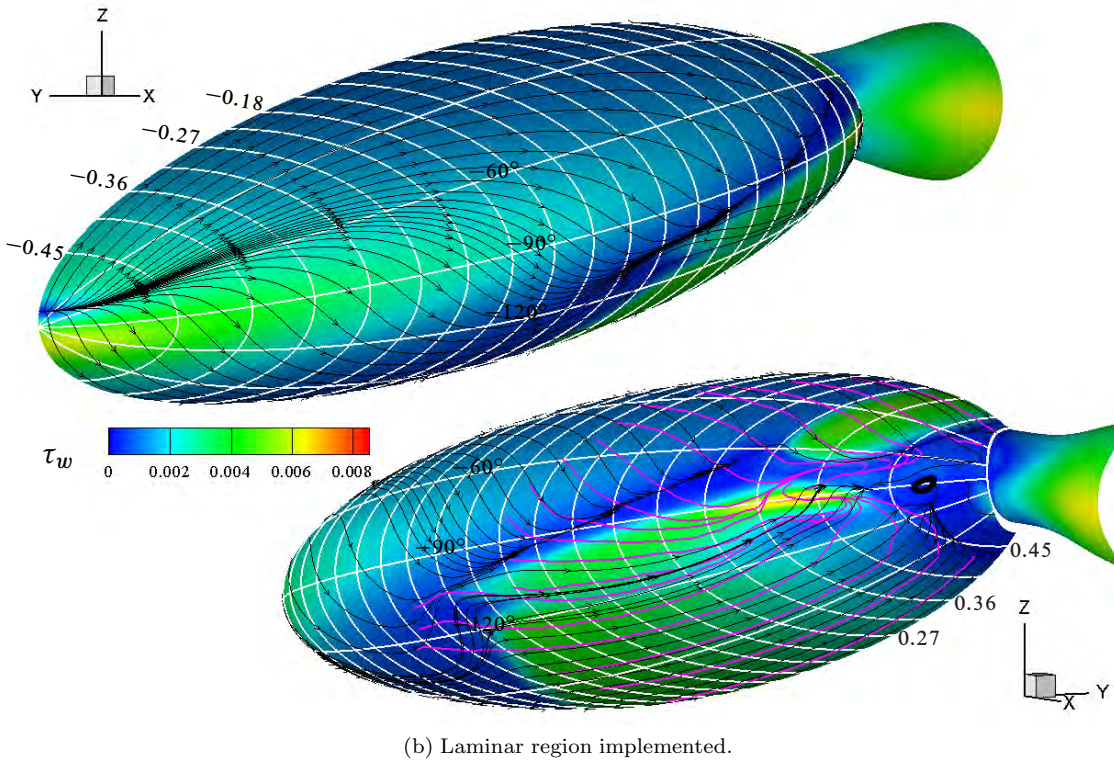 Z
Y X
−0.18
−0.27
−0.36
−0.45
−60°
−90°
−120°
τw
0 0.002 0.004 0.006 0.008
−60°
−90°
−120°
0.45
0.36
0.27
Z
X Y
(b) Laminar region implemented.